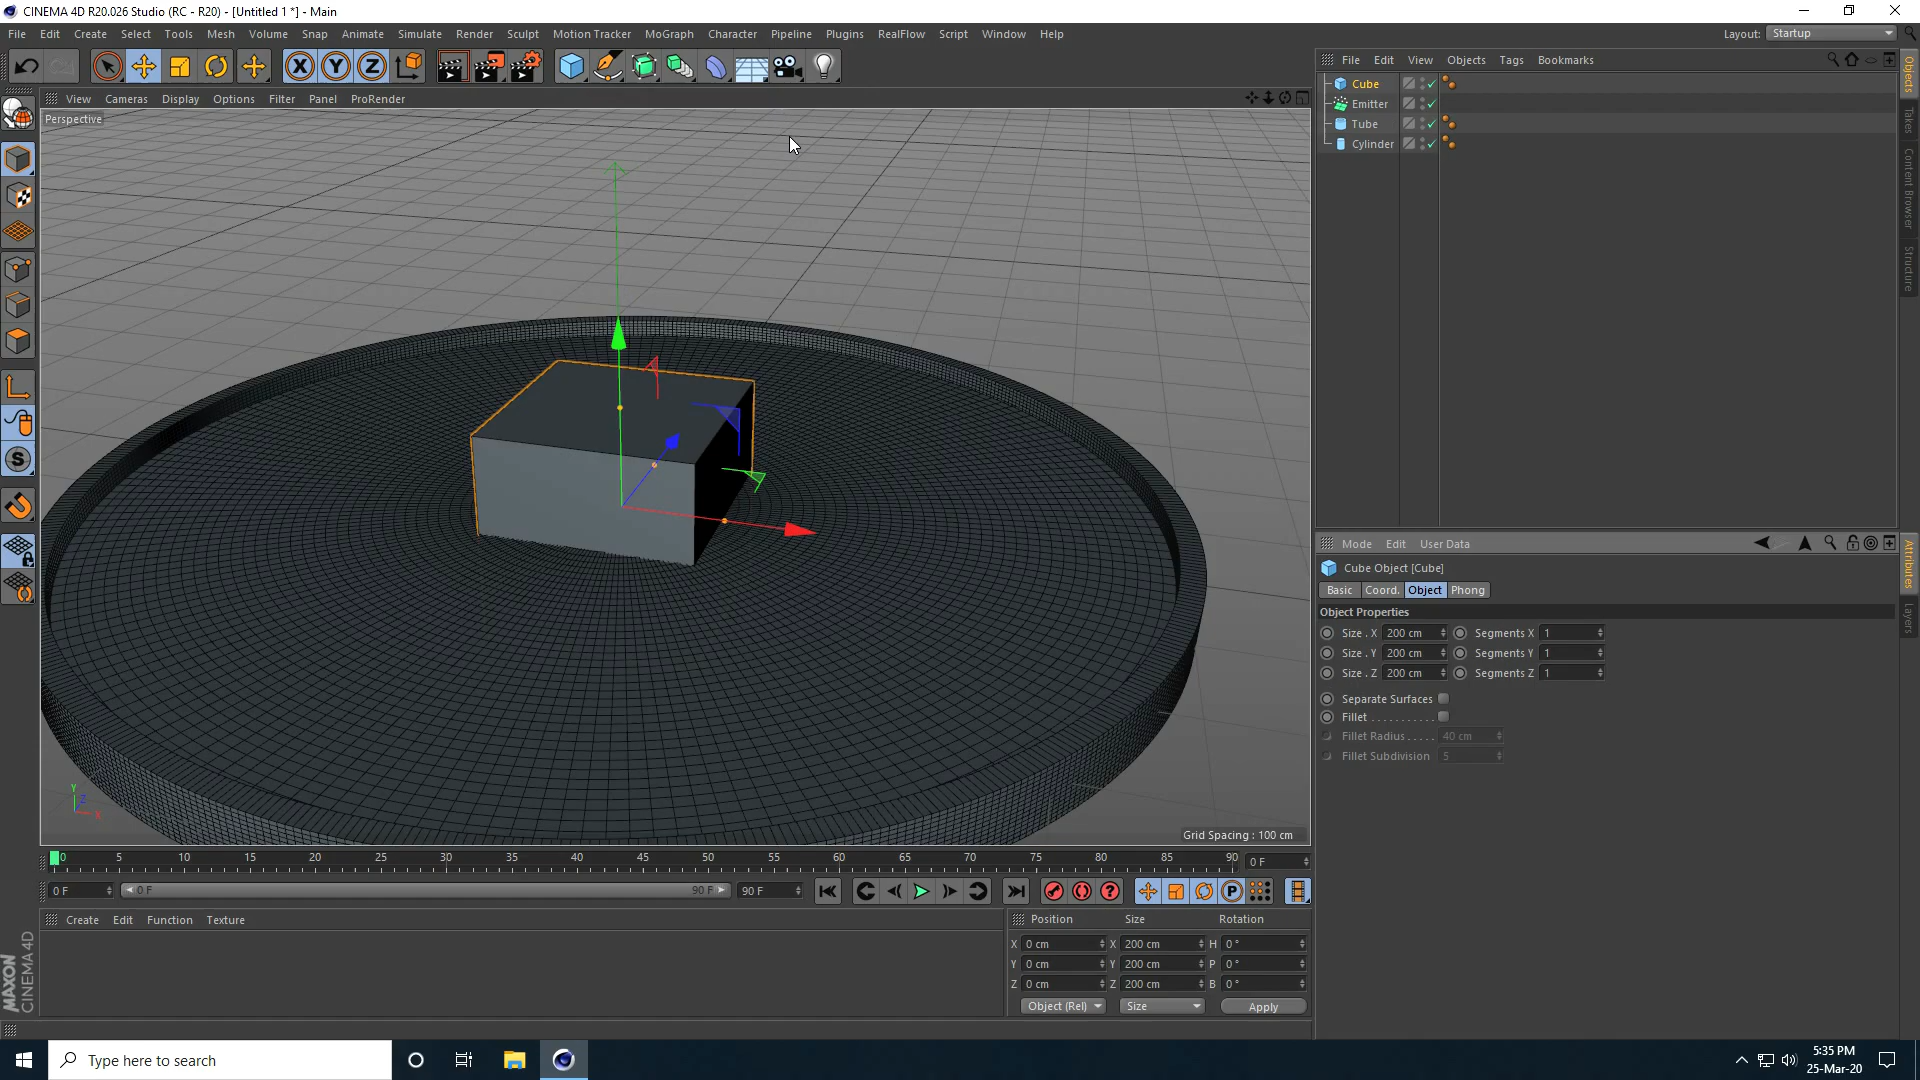 CINEMA 4D R20.026 Studio (RC - R20) - [Untitled 1 *] - Main
File Edit Create Select Tools Mesh Volume Snap Animate Simulate Render Sculpt Motion Tracker MoGraph Character Pipeline Plugins RealFlow Script Window Help Layout: Startup
X Y Z
File Edit View Objects Tags Bookmarks
View Cameras Display Options Filter Panel ProRender
Perspective
Cube
Emitter
Tube
Cylinder
Objects
Takes
Content Browser
Structure
Mode Edit User Data
Attributes
Layers
Cube Object [Cube]
Basic Coord. Object Phong
Object Properties
Size . X 200 cm Segments X 1
Size . Y 200 cm Segments Y 1
Size . Z 200 cm Segments Z 1
Separate Surfaces
Fillet . . . . . . . . . . .
Fillet Radius . . . . . 40 cm
Fillet Subdivision 5
S
Y
Z
X
Grid Spacing : 100 cm
0 5 10 15 20 25 30 35 40 45 50 55 60 65 70 75 80 85 90 0 F
0 F 0 F 90 F 90 F P
Create Edit Function Texture
Position Size Rotation
X 0 cm X 200 cm H 0 °
Y 0 cm Y 200 cm P 0 °
Z 0 cm Z 200 cm B 0 °
Object (Rel) Size Apply
MAXON
CINEMA 4D
Type here to search
5:35 PM
25-Mar-20